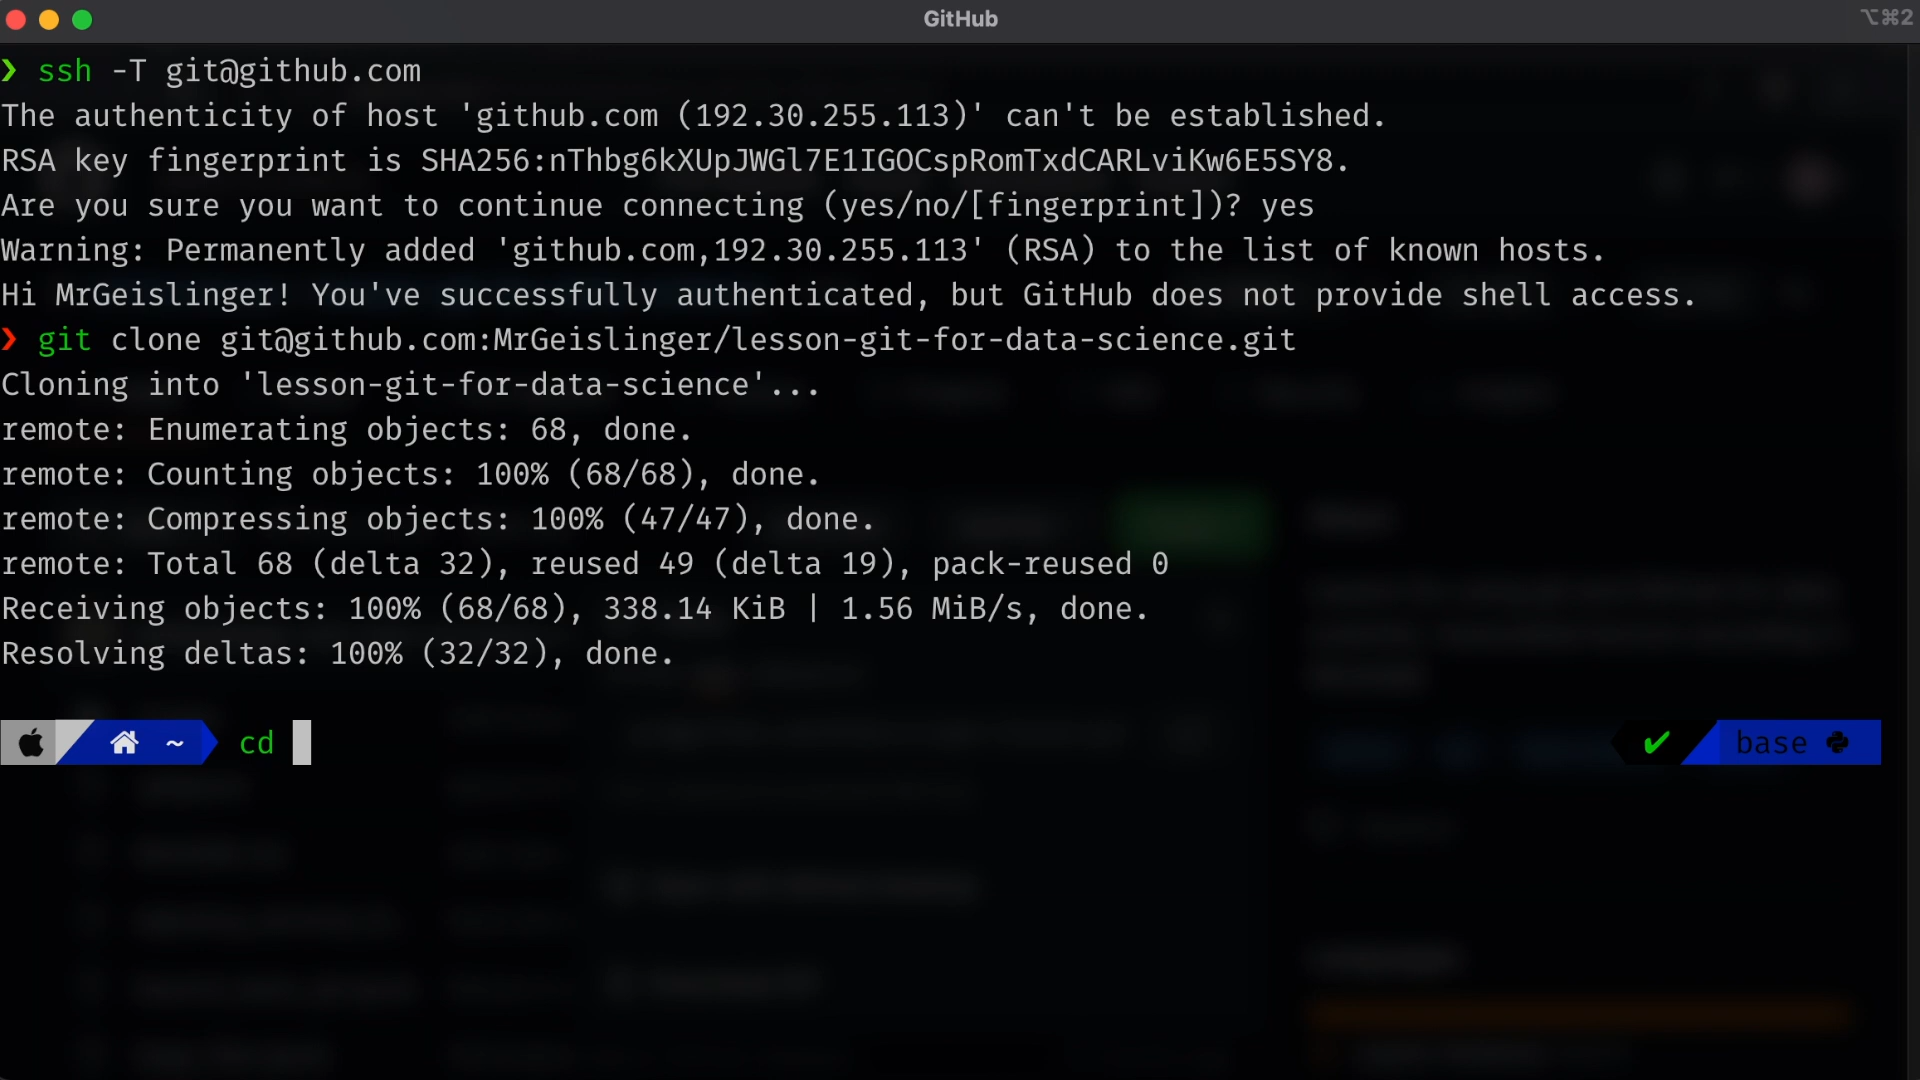 GitHub
⌥⌘2
❯ ssh -T git@github.com
The authenticity of host 'github.com (192.30.255.113)' can't be established.
RSA key fingerprint is SHA256:nThbg6kXUpJWGl7E1IGOCspRomTxdCARLviKw6E5SY8.
Are you sure you want to continue connecting (yes/no/[fingerprint])? yes
Warning: Permanently added 'github.com,192.30.255.113' (RSA) to the list of known hosts.
Hi MrGeislinger! You've successfully authenticated, but GitHub does not provide shell access.
❯ git clone git@github.com:MrGeislinger/lesson-git-for-data-science.git
Cloning into 'lesson-git-for-data-science'...
remote: Enumerating objects: 68, done.
remote: Counting objects: 100% (68/68), done.
remote: Compressing objects: 100% (47/47), done.
remote: Total 68 (delta 32), reused 49 (delta 19), pack-reused 0
Receiving objects: 100% (68/68), 338.14 KiB | 1.56 MiB/s, done.
Resolving deltas: 100% (32/32), done.
~ cd ✔ base